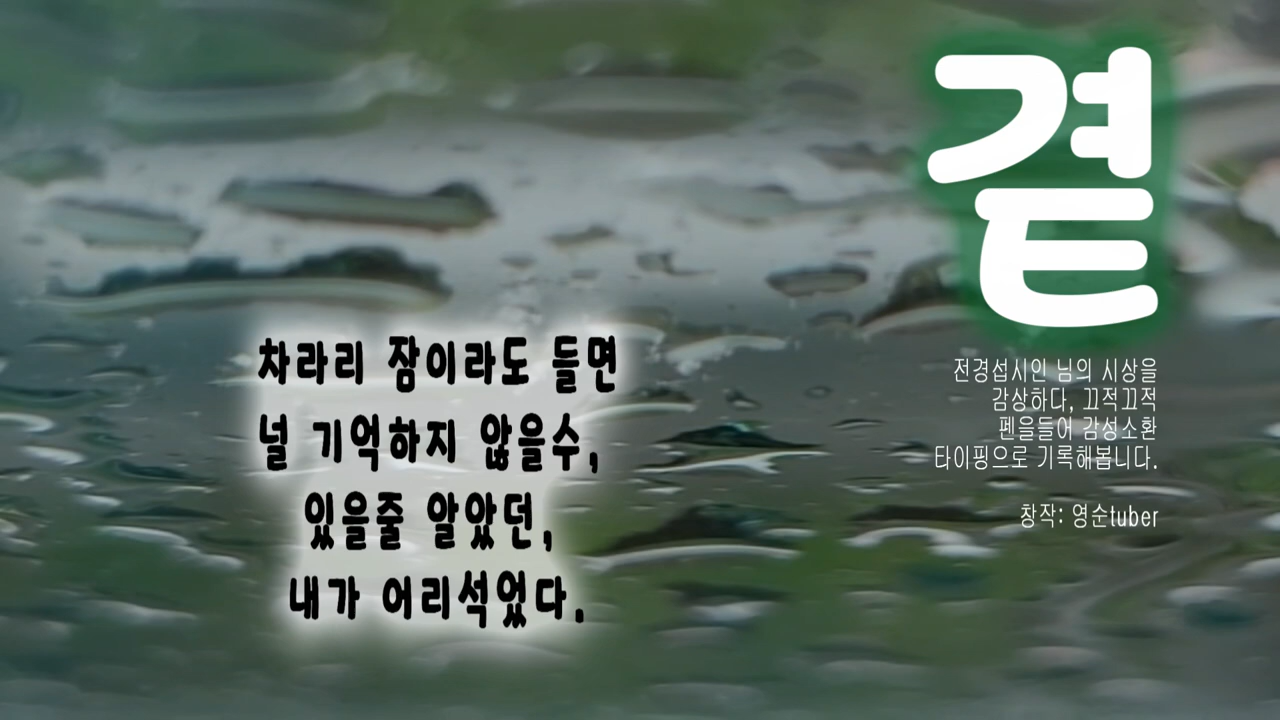 곁
전경섭시인 님의 시상을
감상하다, 끄적끄적
펜을들어 감성소환
타이핑으로 기록해봅니다.
창작: 영순tuber
차라리 잠이라도 들면
널 기억하지 않을수,
있을줄 알았던,
내가 어리석었다.